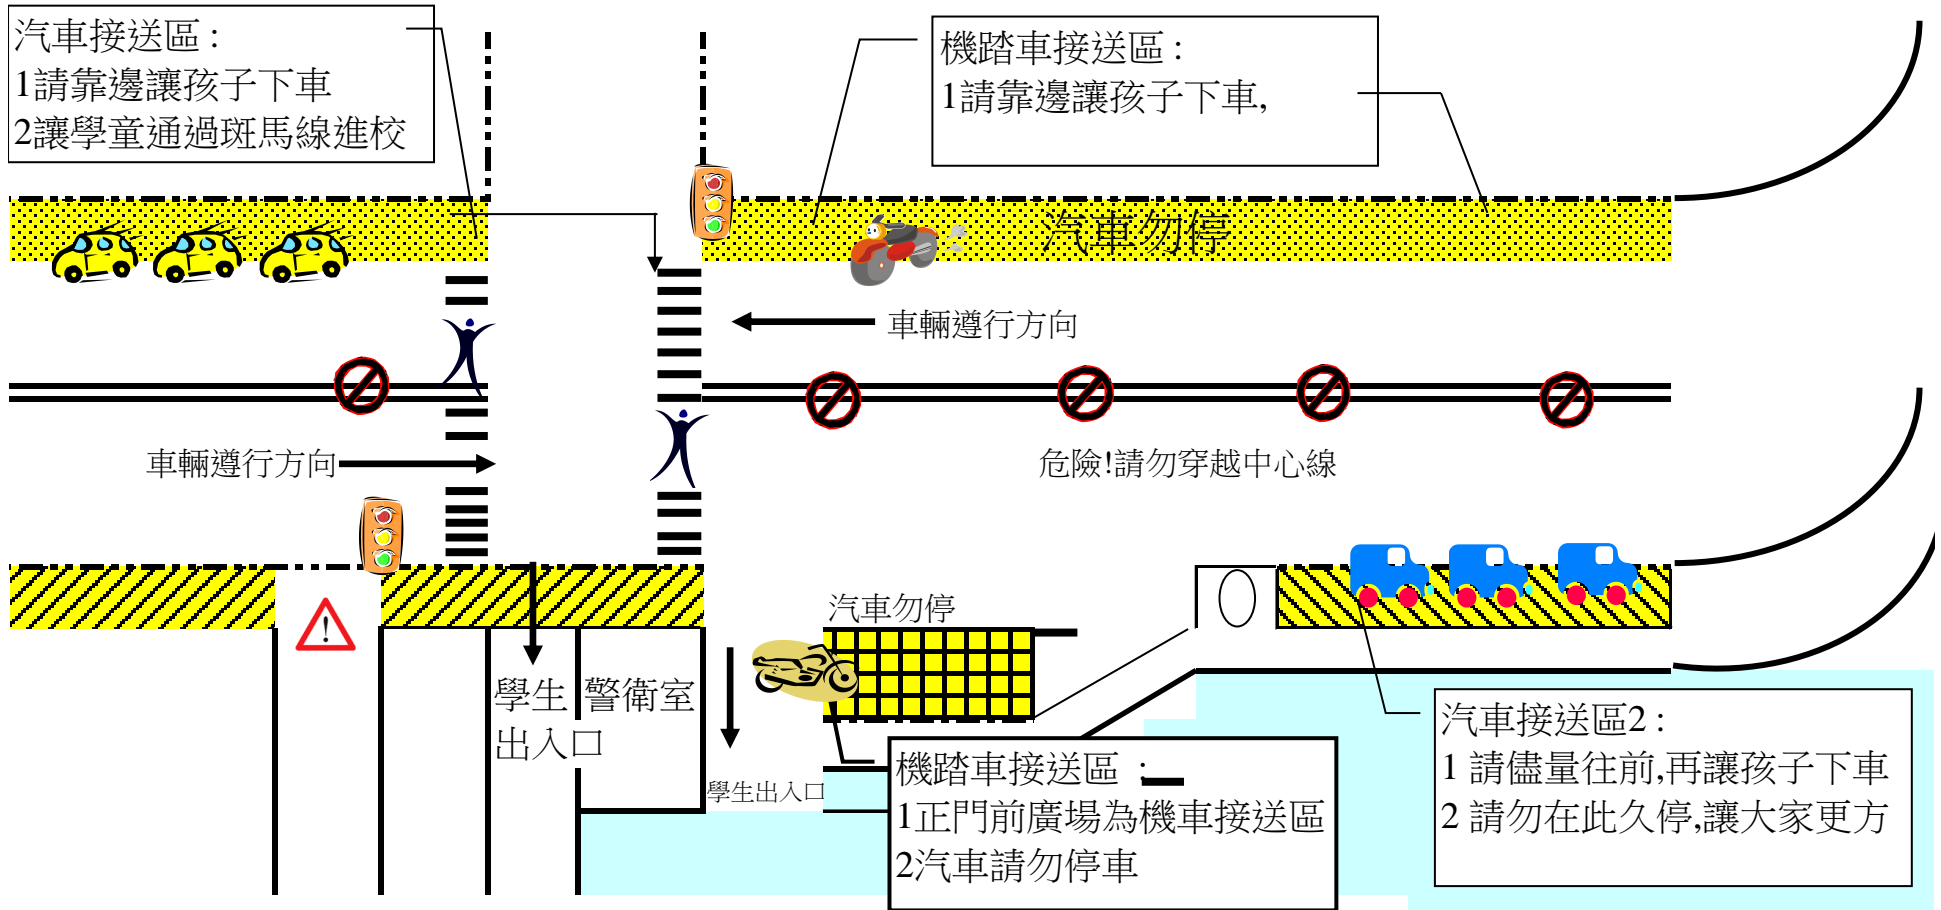 汽車接送區：
1請靠邊讓孩子下車
2讓學童通過斑馬線進校
機踏車接送區：
1請靠邊讓孩子下車,
汽車勿停
車輛遵行方向
車輛遵行方向
危險!請勿穿越中心線
汽車勿停
學生
出入口
警衛室
學生出入口
機踏車接送區：
1正門前廣場為機車接送區
2汽車請勿停車
汽車接送區2：
1 請儘量往前,再讓孩子下車
2 請勿在此久停,讓大家更方